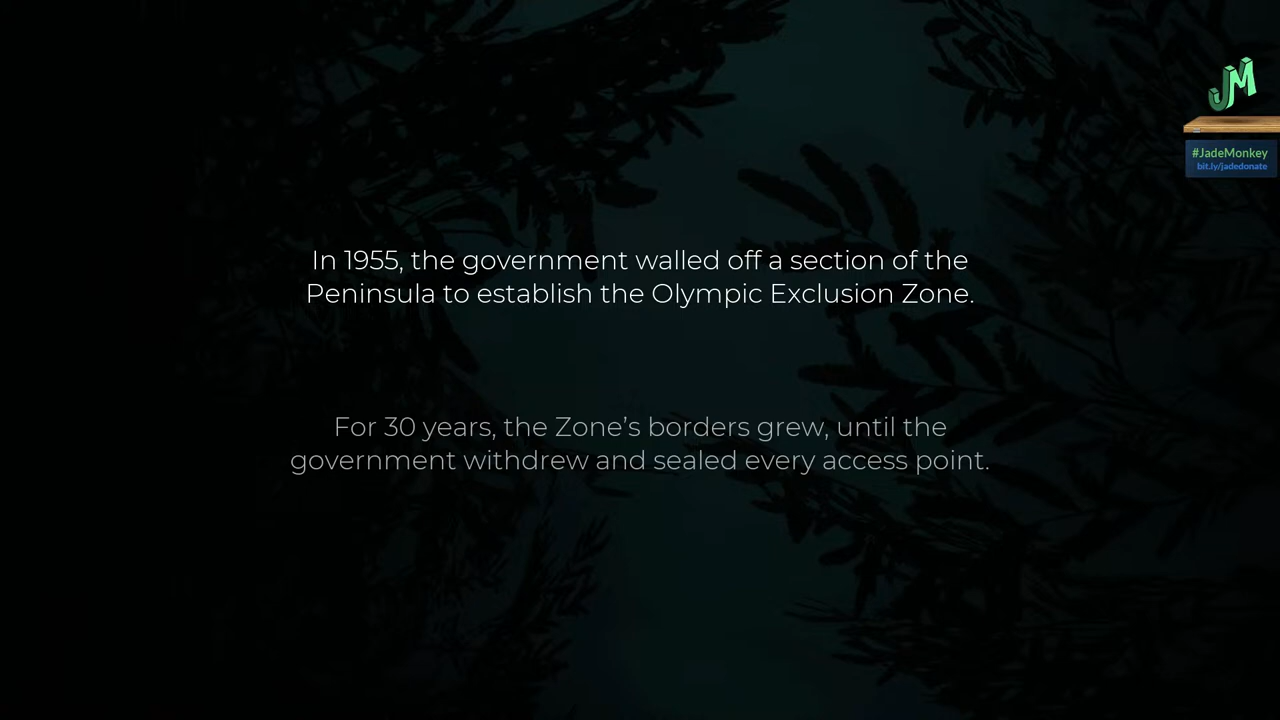 JM
#JadeMonkey
bit.ly/jadedonate
In 1955, the government walled off a section of the
Peninsula to establish the Olympic Exclusion Zone.
For 30 years, the Zone’s borders grew, until the
government withdrew and sealed every access point.